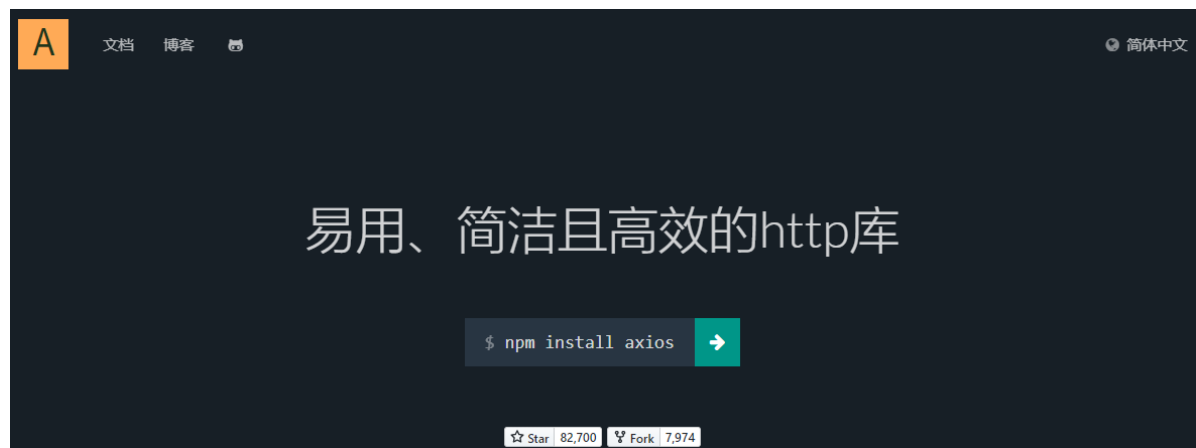 A 文档 博客 简体中文
易用、简洁且高效的http库
$ npm install axios
Star 82,700 Fork 7,974